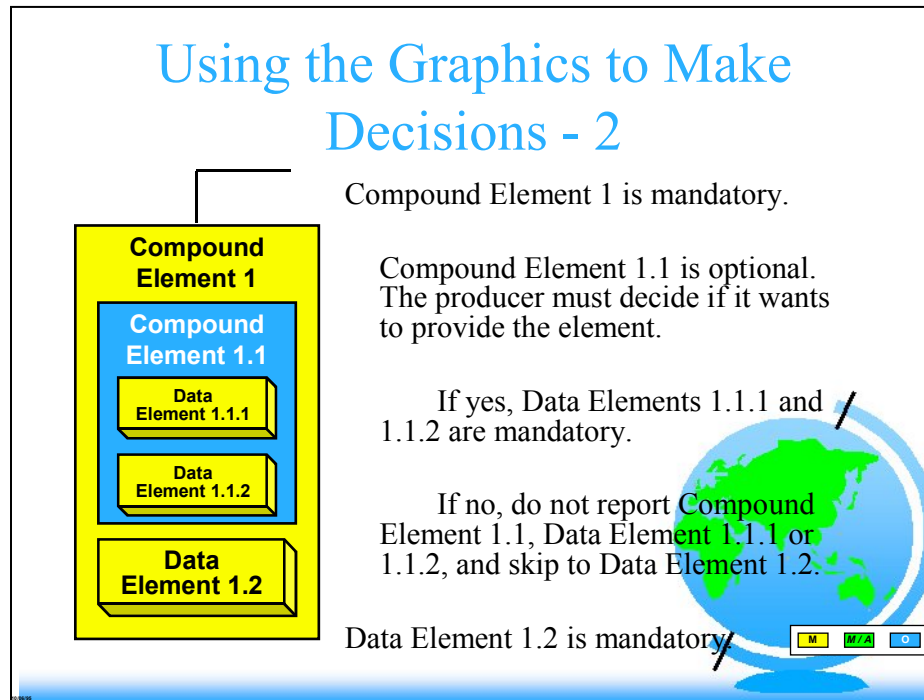 Using the Graphics to Make
Decisions - 2
Compound
Element 1
Compound
Element 1.1
Data
Element 1.1.1
Data
Element 1.1.2
Data
Element 1.2
Compound Element 1 is mandatory.
Compound Element 1.1 is optional.
The producer must decide if it wants
to provide the element.
If yes, Data Elements 1.1.1 and
1.1.2 are mandatory.
If no, do not report Compound
Element 1.1, Data Element 1.1.1 or
1.1.2, and skip to Data Element 1.2.
Data Element 1.2 is mandatory.
M M/A O